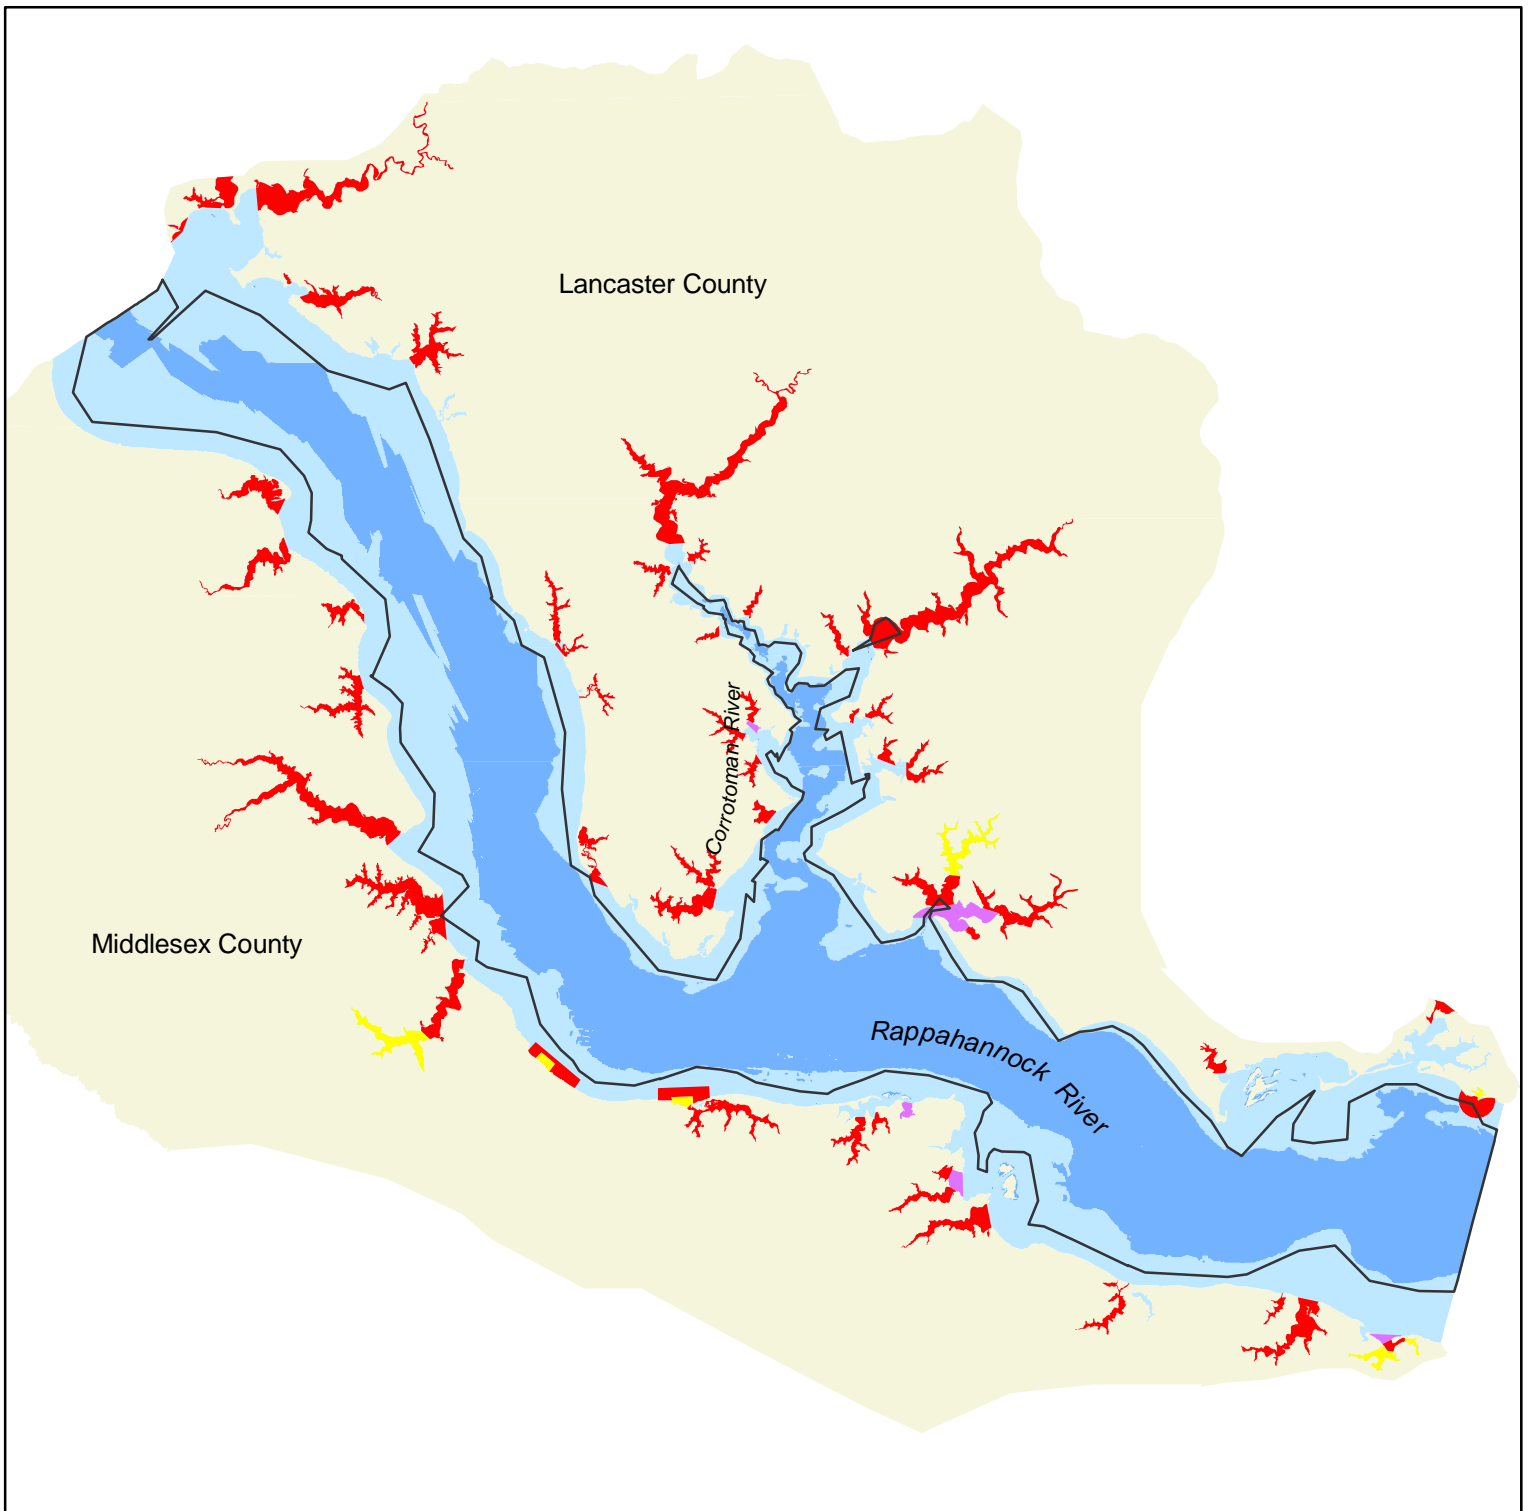 Lancaster County
Corrotoman River
Middlesex County
Rappahannock River